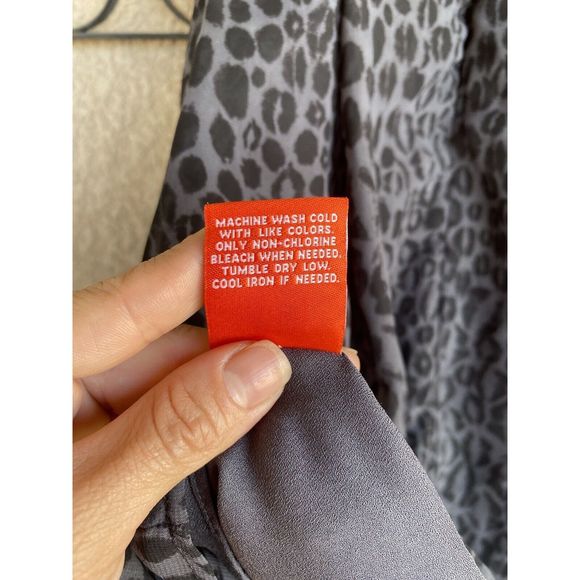 MACHINE WASH COLD
WITH LIKE COLORS.
ONLY NON-CHLORINE
BLEACH WHEN NEEDED.
TUMBLE DRY LOW.
COOL IRON IF NEEDED.